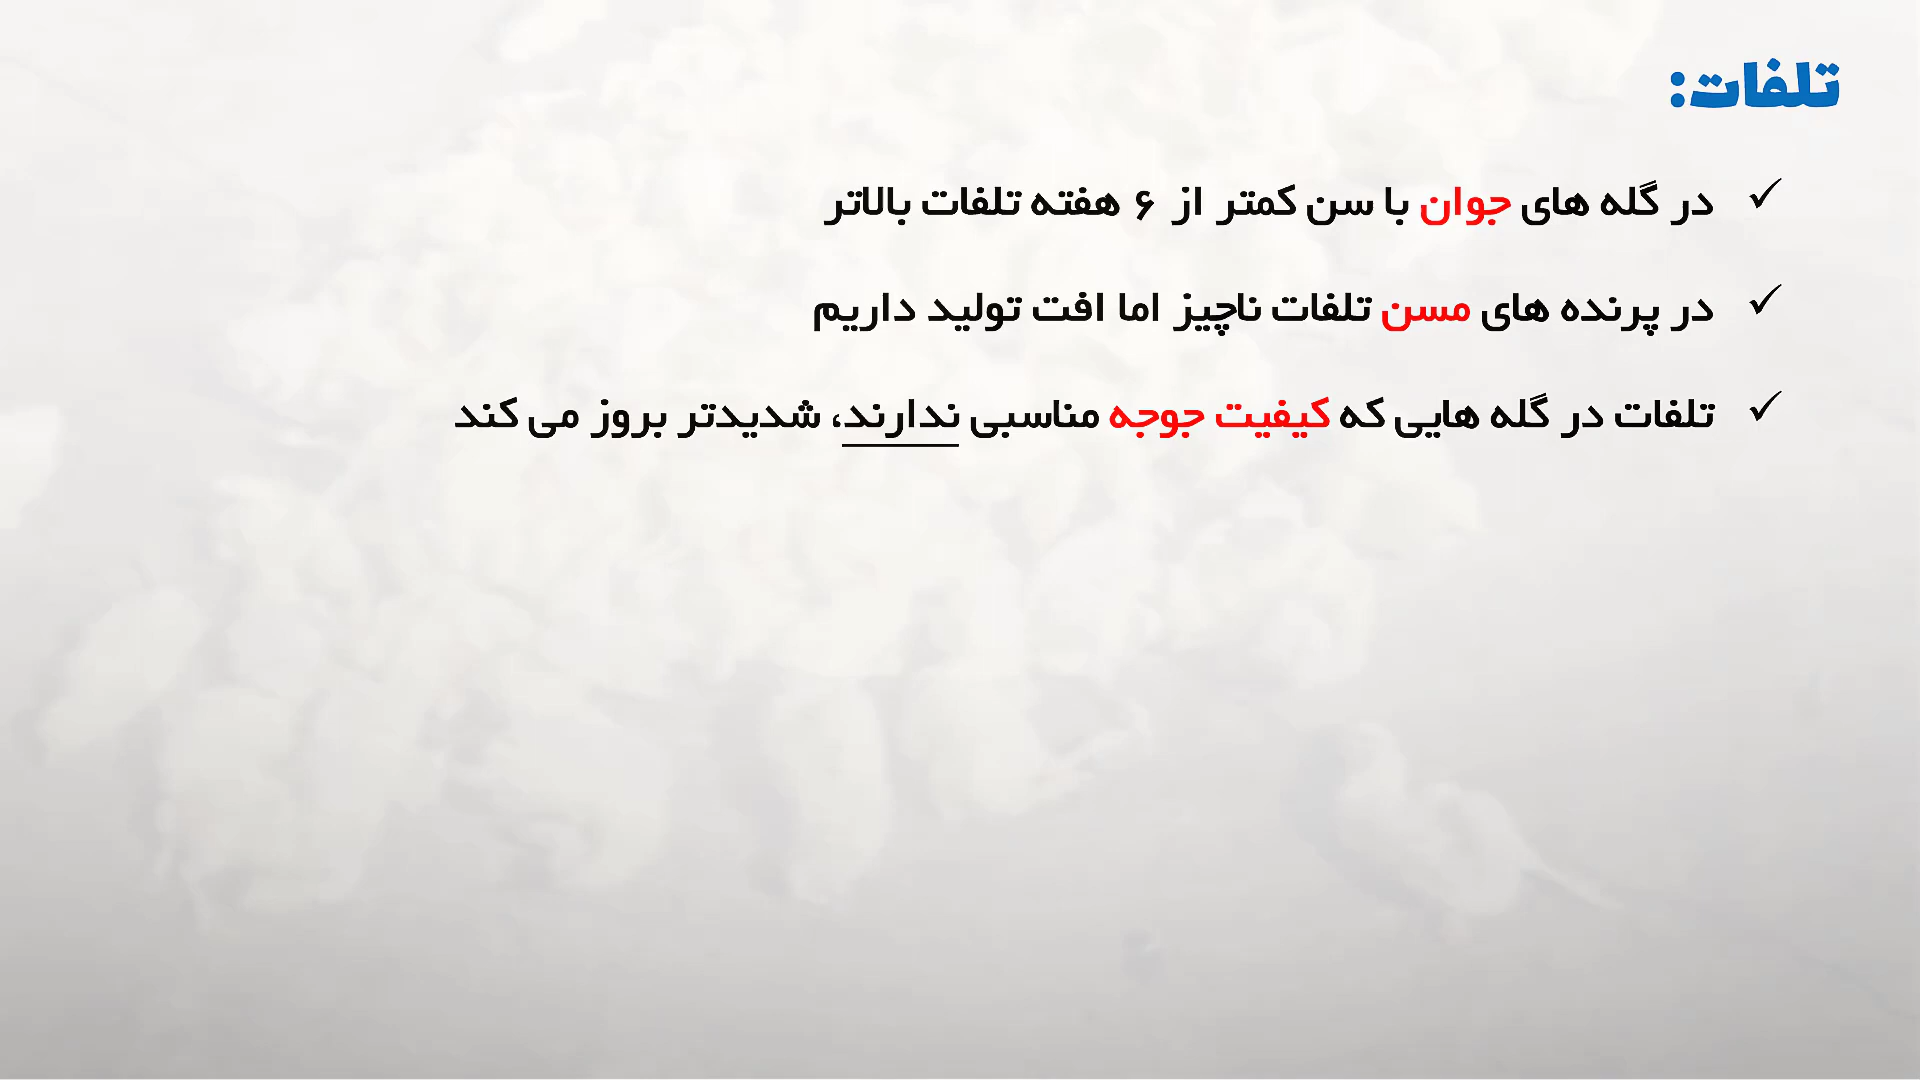 تلفات:
✓ در گله های جوان با سن کمتر از ۶ هفته تلفات بالاتر
✓ در پرنده های مسن تلفات ناچیز اما افت تولید داریم
✓ تلفات در گله هایی که کیفیت جوجه مناسبی ندارند، شدیدتر بروز می کند